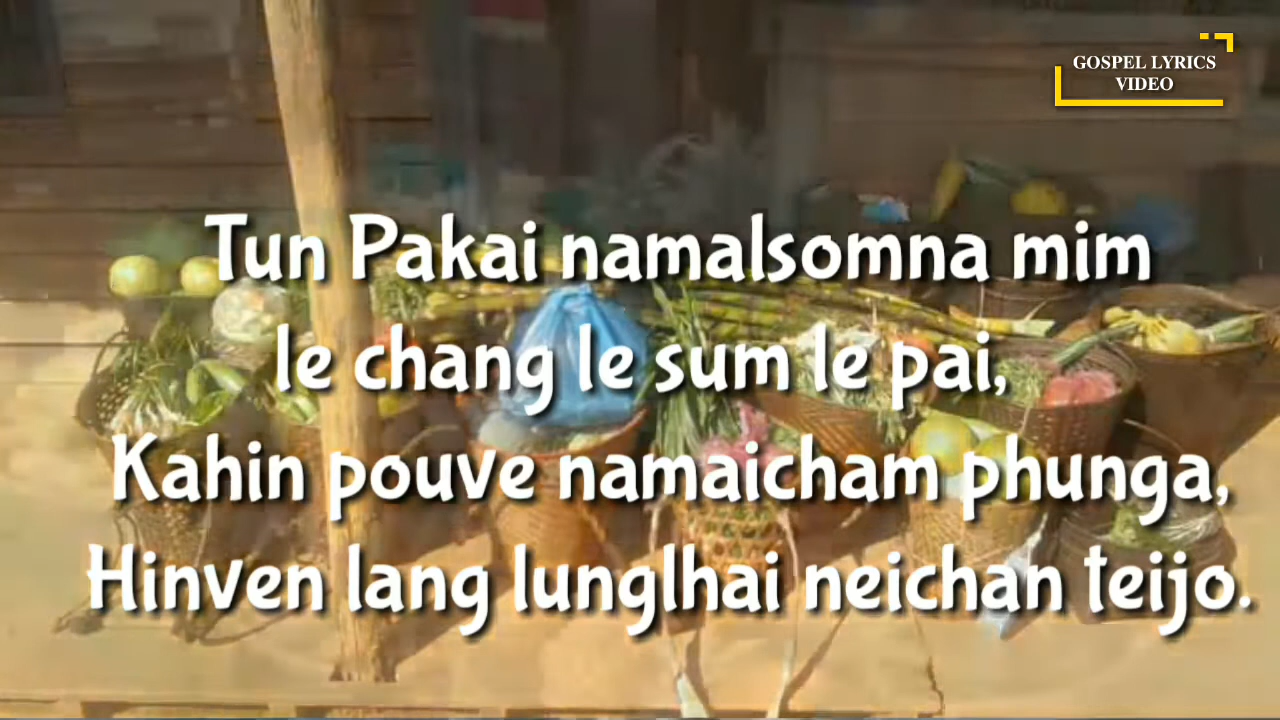 GOSPEL LYRICS
VIDEO
Tun Pakai namalsomna mim
le chang le sum le pai,
Kahin pouve namaicham phunga,
Hinven lang lunglhai neichan teijo.